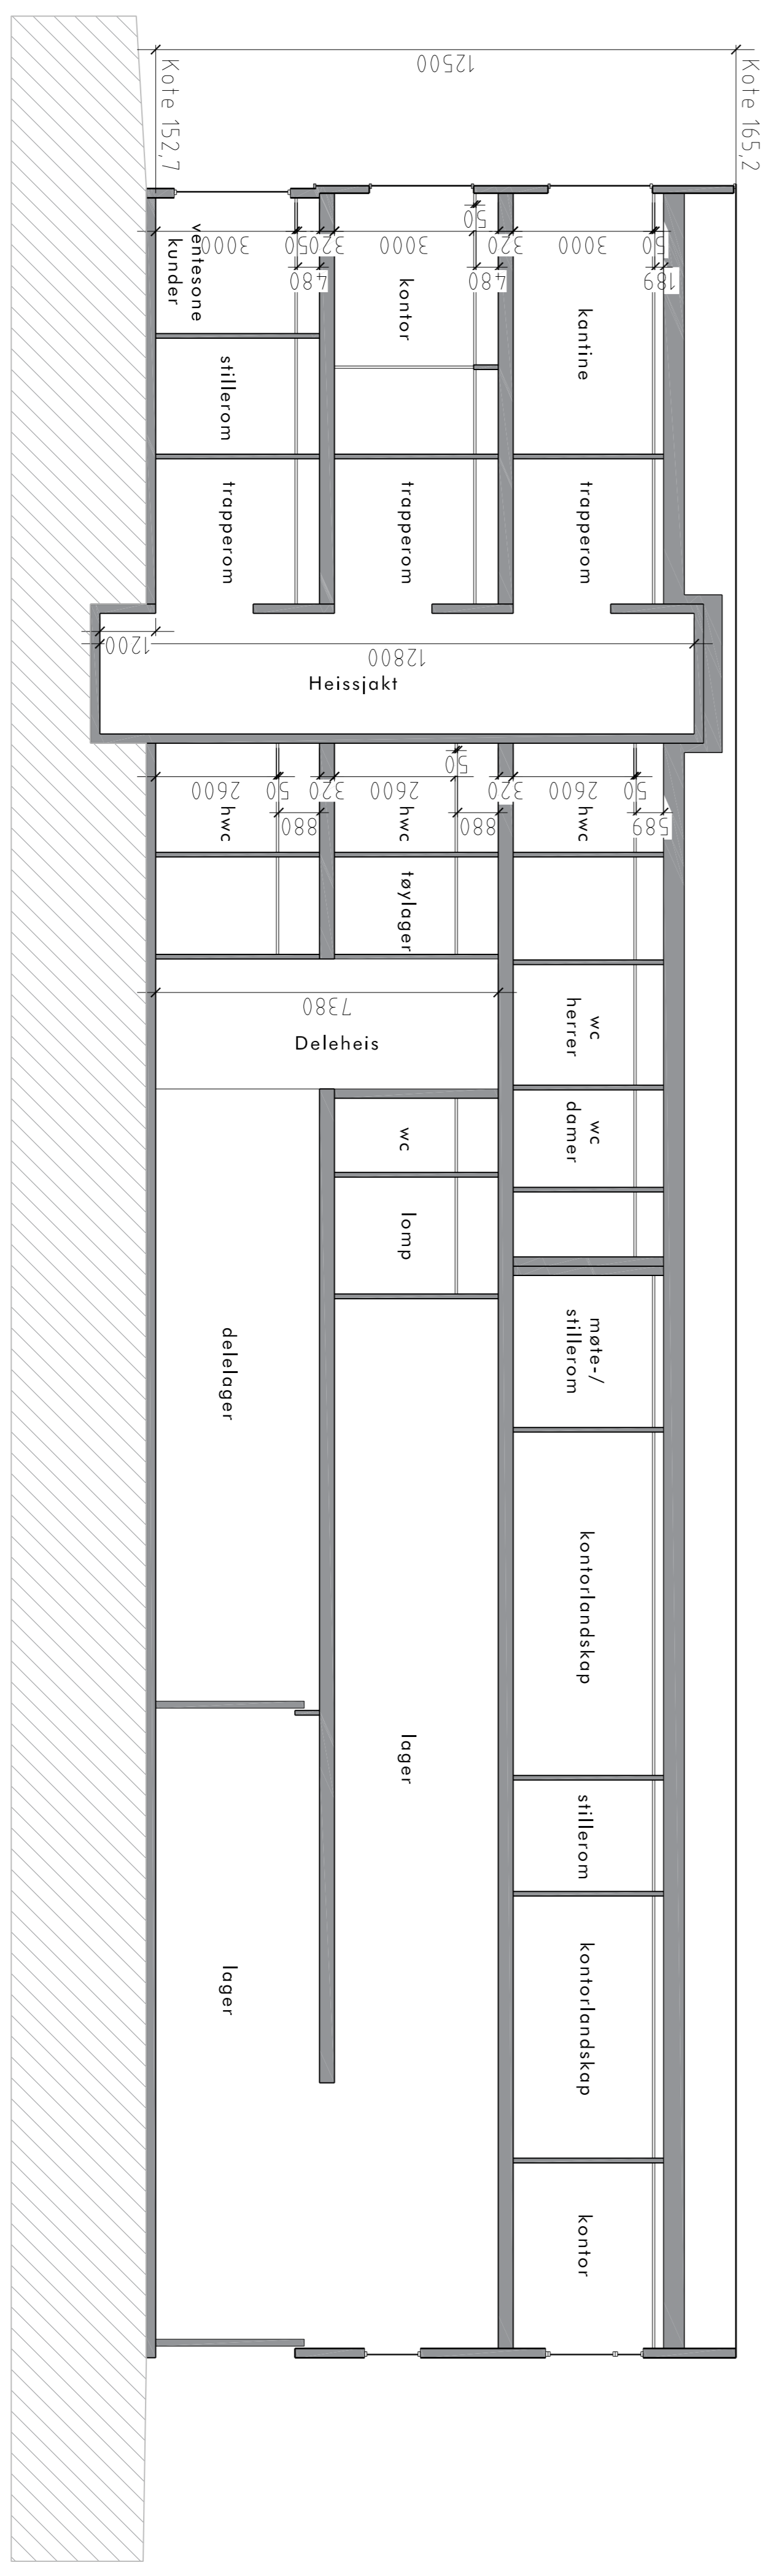 Kote 165,2
Kote 152,7
12500
50
189
3000
320
50
480
3000
320
50
480
3000
kantine
kontor
ventesone
kunder
stillerom
trapperom
trapperom
trapperom
1200
12800
Heissjakt
589
50
2600
320
50
880
2600
320
50
880
2600
hwc
hwc
hwc
tøylager
wc
herrer
7380
Deleheis
wc
damer
wc
lomp
møte-/
stillerom
delelager
kontorlandskap
lager
stillerom
kontorlandskap
lager
kontor